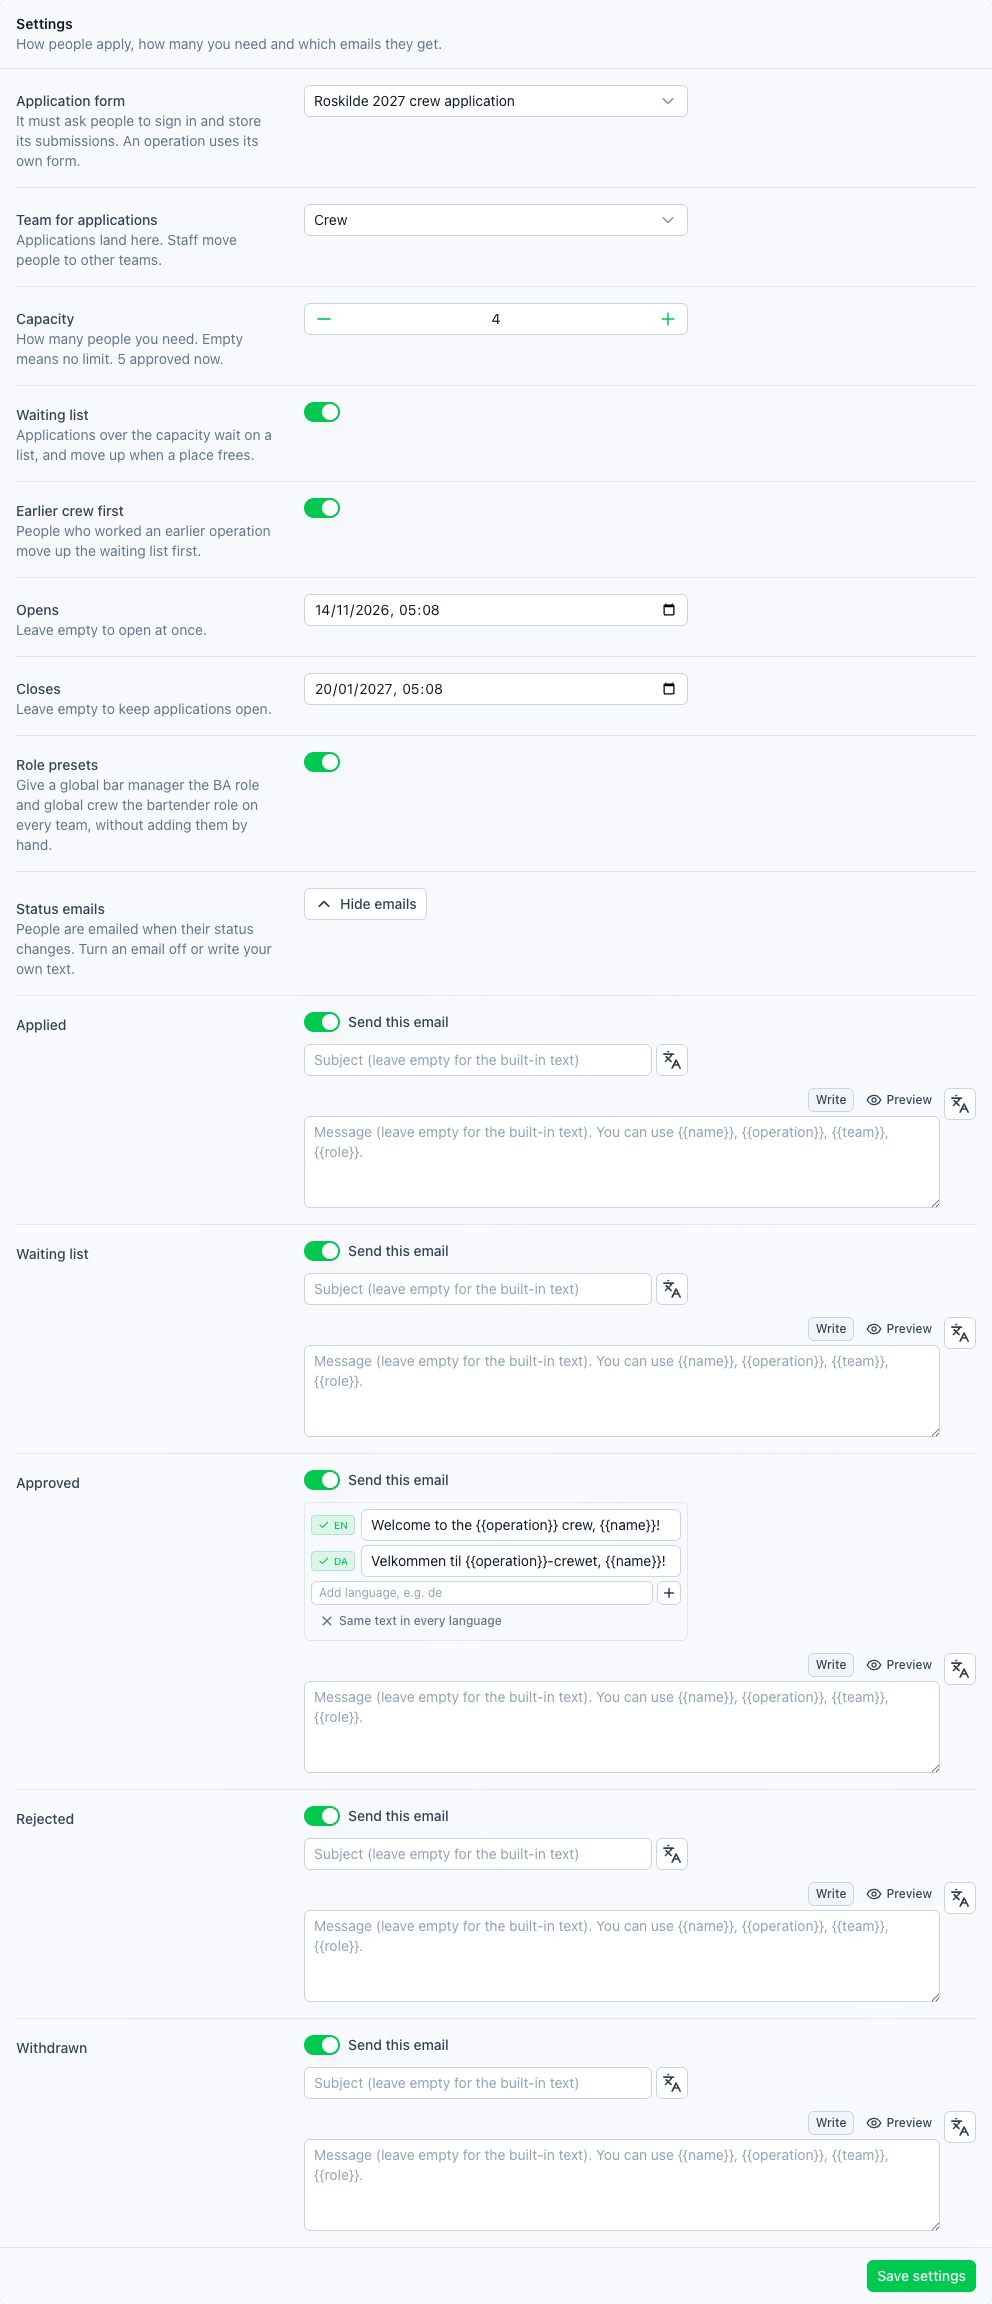 Settings
How people apply, how many you need and which emails they get.
Application form
It must ask people to sign in and store
its submissions. An operation uses its
own form.
Roskilde 2027 crew application
Team for applications
Applications land here. Staff move
people to other teams.
Crew
Capacity
How many people you need. Empty
means no limit. 5 approved now.
4
Waiting list
Applications over the capacity wait on a
list, and move up when a place frees.
Earlier crew first
People who worked an earlier operation
move up the waiting list first.
Opens
Leave empty to open at once.
14/11/2026, 05:08
Closes
Leave empty to keep applications open.
20/01/2027, 05:08
Role presets
Give a global bar manager the BA role
and global crew the bartender role on
every team, without adding them by
hand.
Status emails
People are emailed when their status
changes. Turn an email off or write your
own text.
Hide emails
Applied
Send this email
Subject (leave empty for the built-in text)
Write Preview
Message (leave empty for the built-in text). You can use {{name}}, {{operation}}, {{team}},
{{role}}.
Waiting list
Send this email
Subject (leave empty for the built-in text)
Write Preview
Message (leave empty for the built-in text). You can use {{name}}, {{operation}}, {{team}},
{{role}}.
Approved
Send this email
EN Welcome to the {{operation}} crew, {{name}}!
DA Velkommen til {{operation}}-crewet, {{name}}!
Add language, e.g. de
Same text in every language
Write Preview
Message (leave empty for the built-in text). You can use {{name}}, {{operation}}, {{team}},
{{role}}.
Rejected
Send this email
Subject (leave empty for the built-in text)
Write Preview
Message (leave empty for the built-in text). You can use {{name}}, {{operation}}, {{team}},
{{role}}.
Withdrawn
Send this email
Subject (leave empty for the built-in text)
Write Preview
Message (leave empty for the built-in text). You can use {{name}}, {{operation}}, {{team}},
{{role}}.
Save settings